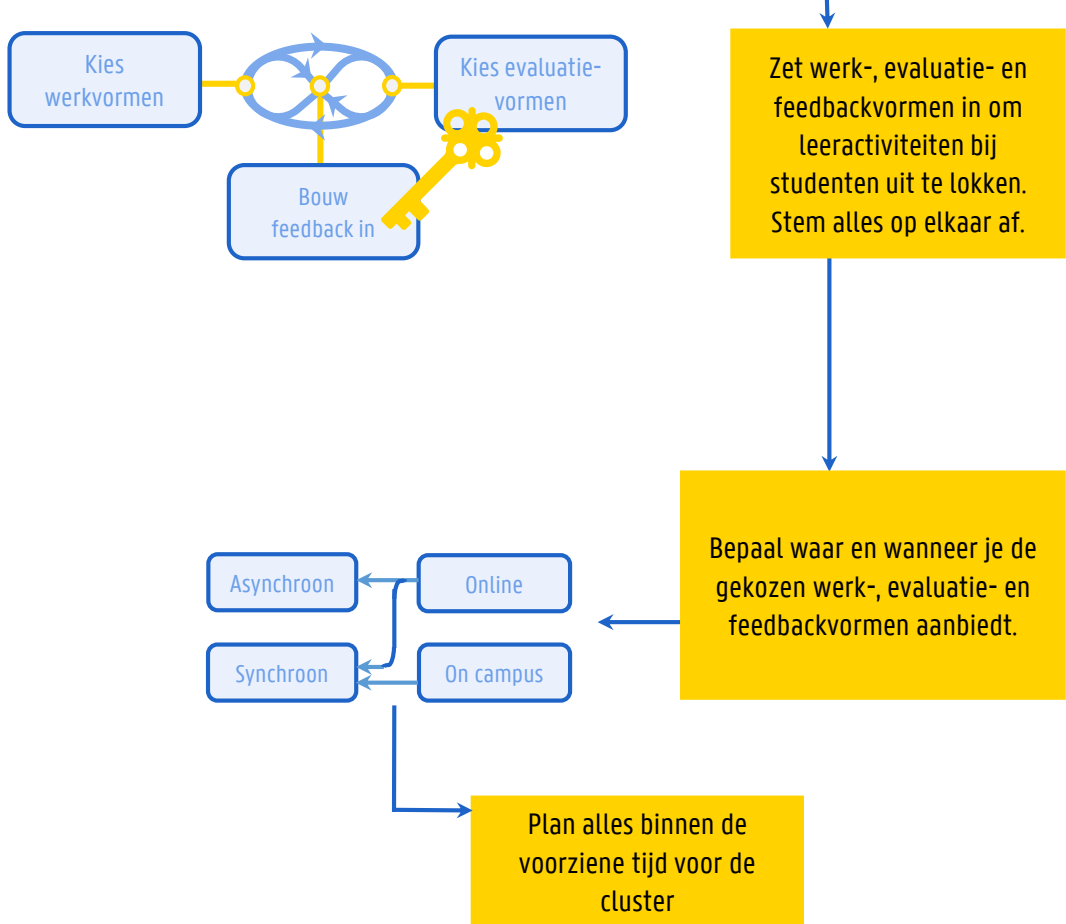 Kies
werkvormen
Kies evaluatie-
vormen
Bouw
feedback in
Zet werk-, evaluatie- en
feedbackvormen in om
leeractiviteiten bij
studenten uit te lokken.
Stem alles op elkaar af.
Bepaal waar en wanneer je de
gekozen werk-, evaluatie- en
feedbackvormen aanbiedt.
Asynchroon
Online
Synchroon
On campus
Plan alles binnen de
voorziene tijd voor de
cluster